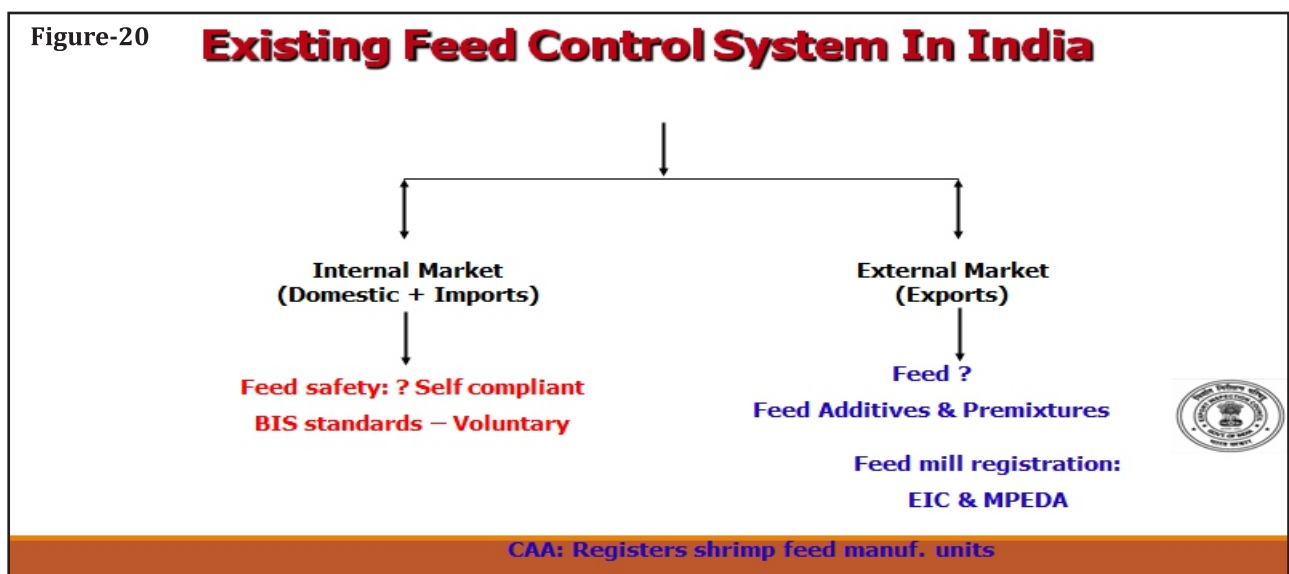 Figure-20
Existing Feed Control System In India
Internal Market
(Domestic + Imports)
External Market
(Exports)
Feed safety: ? Self compliant
BIS standards – Voluntary
Feed ?
Feed Additives & Premixtures
Feed mill registration:
EIC & MPEDA
CAA: Registers shrimp feed manuf. units